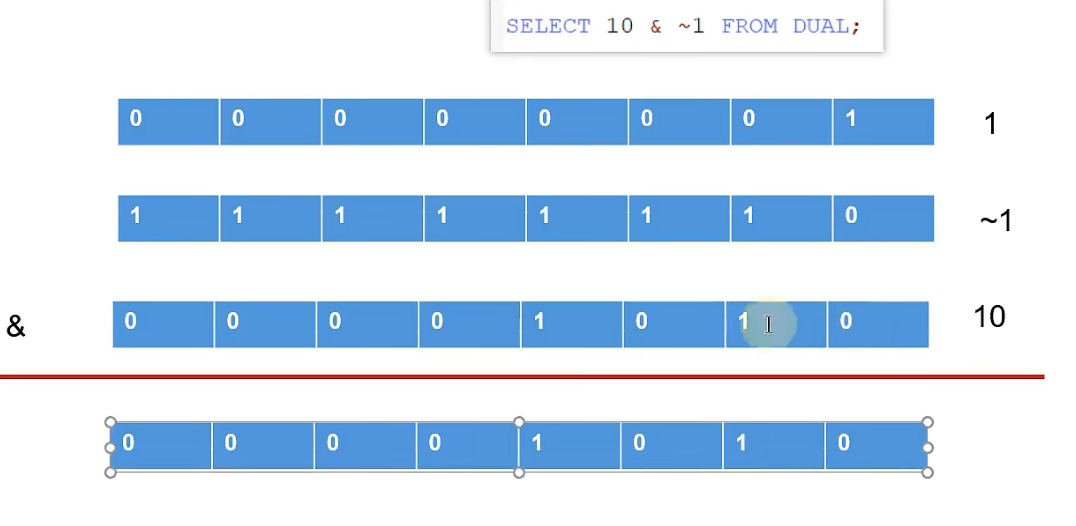 SELECT 10 & ~1 FROM DUAL;
0 0 0 0 0 0 0 1 1
1 1 1 1 1 1 1 0 ~1
& 0 0 0 0 1 0 1 0 10
0 0 0 0 1 0 1 0